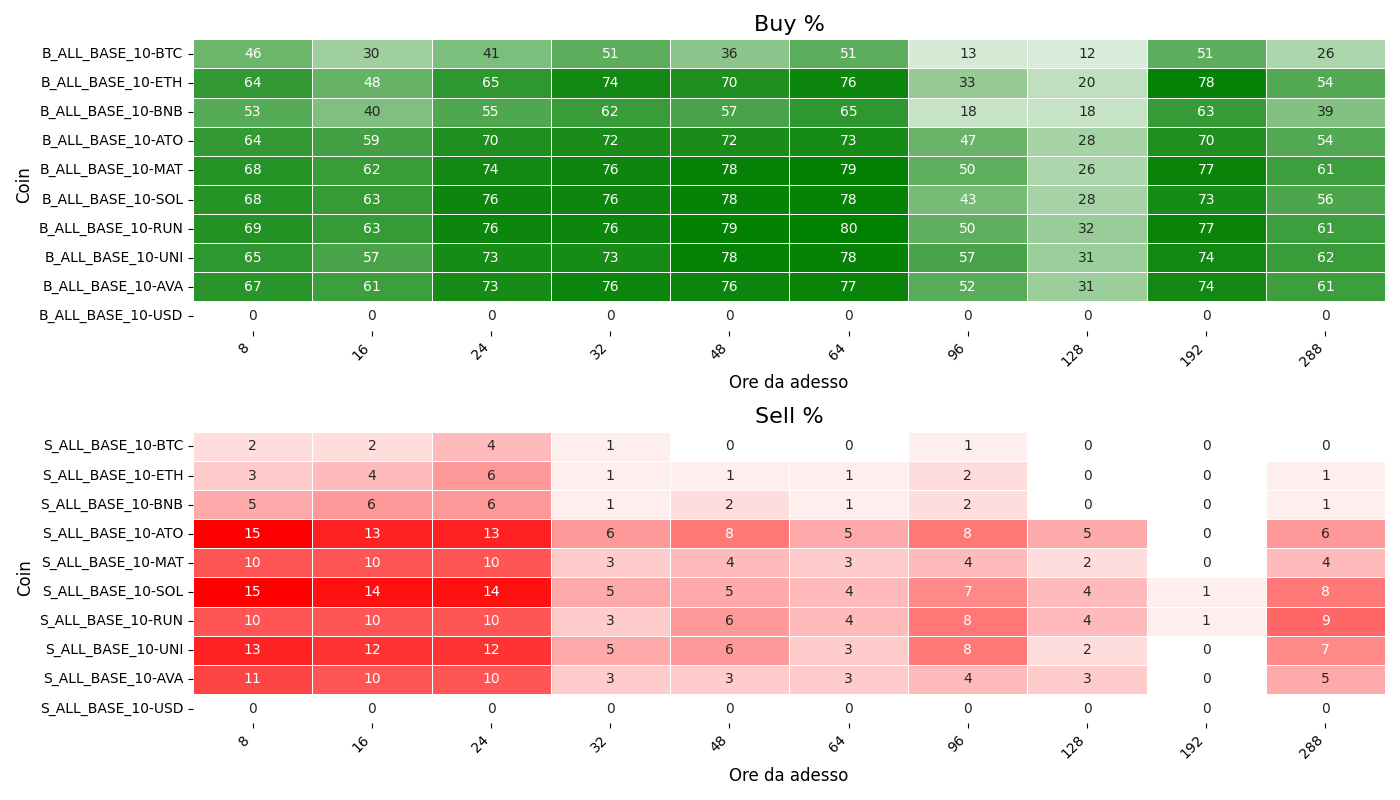 Buy %
Coin
B_ALL_BASE_10-BTC 46 30 41 51 36 51 13 12 51 26
B_ALL_BASE_10-ETH 64 48 65 74 70 76 33 20 78 54
B_ALL_BASE_10-BNB 53 40 55 62 57 65 18 18 63 39
B_ALL_BASE_10-ATO 64 59 70 72 72 73 47 28 70 54
B_ALL_BASE_10-MAT 68 62 74 76 78 79 50 26 77 61
B_ALL_BASE_10-SOL 68 63 76 76 78 78 43 28 73 56
B_ALL_BASE_10-RUN 69 63 76 76 79 80 50 32 77 61
B_ALL_BASE_10-UNI 65 57 73 73 78 78 57 31 74 62
B_ALL_BASE_10-AVA 67 61 73 76 76 77 52 31 74 61
B_ALL_BASE_10-USD 0 0 0 0 0 0 0 0 0 0
8 16 24 32 48 64 96 128 192 288
Ore da adesso
Sell %
Coin
S_ALL_BASE_10-BTC 2 2 4 1 0 0 1 0 0 0
S_ALL_BASE_10-ETH 3 4 6 1 1 1 2 0 0 1
S_ALL_BASE_10-BNB 5 6 6 1 2 1 2 0 0 1
S_ALL_BASE_10-ATO 15 13 13 6 8 5 8 5 0 6
S_ALL_BASE_10-MAT 10 10 10 3 4 3 4 2 0 4
S_ALL_BASE_10-SOL 15 14 14 5 5 4 7 4 1 8
S_ALL_BASE_10-RUN 10 10 10 3 6 4 8 4 1 9
S_ALL_BASE_10-UNI 13 12 12 5 6 3 8 2 0 7
S_ALL_BASE_10-AVA 11 10 10 3 3 3 4 3 0 5
S_ALL_BASE_10-USD 0 0 0 0 0 0 0 0 0 0
8 16 24 32 48 64 96 128 192 288
Ore da adesso